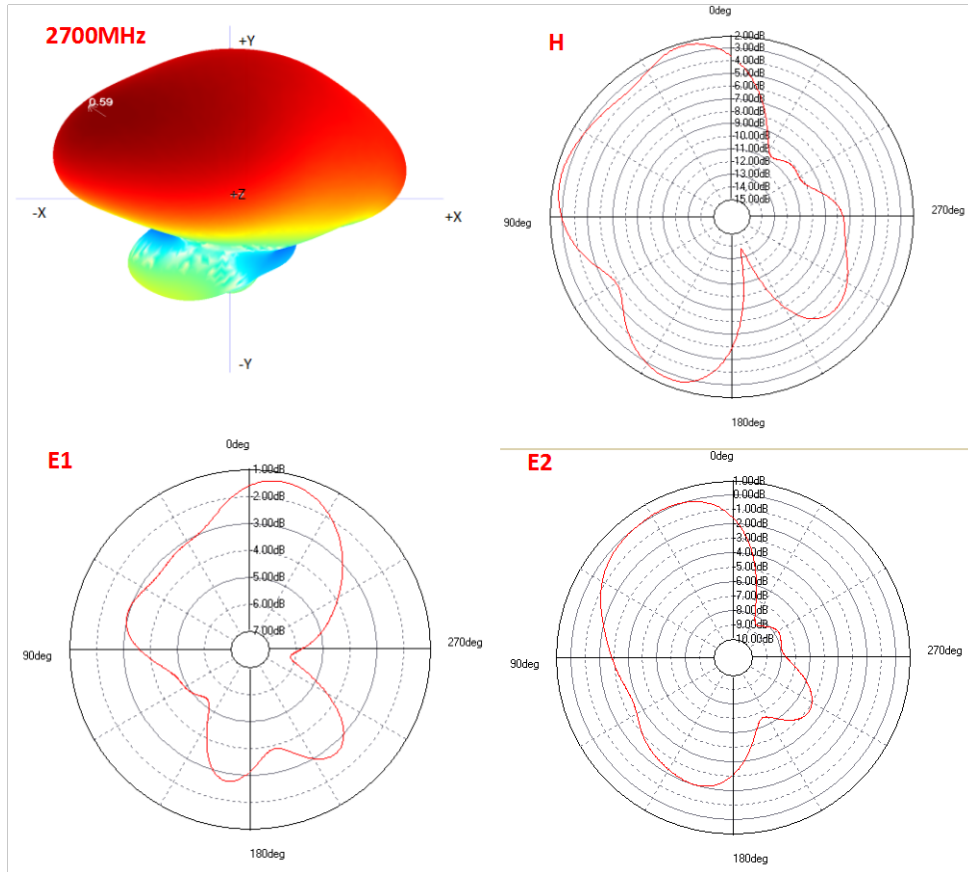 2700MHz
+Y
0.59
+Z
-X
+X
-Y
H
0deg
2.00dB
3.00dB
4.00dB
5.00dB
6.00dB
7.00dB
8.00dB
9.00dB
10.00dB
11.00dB
12.00dB
13.00dB
14.00dB
15.00dB
90deg
270deg
180deg
E1
0deg
1.00dB
2.00dB
3.00dB
4.00dB
5.00dB
6.00dB
7.00dB
90deg
270deg
180deg
E2
0deg
1.00dB
0.00dB
1.00dB
2.00dB
3.00dB
4.00dB
5.00dB
6.00dB
7.00dB
8.00dB
9.00dB
10.00dB
90deg
270deg
180deg